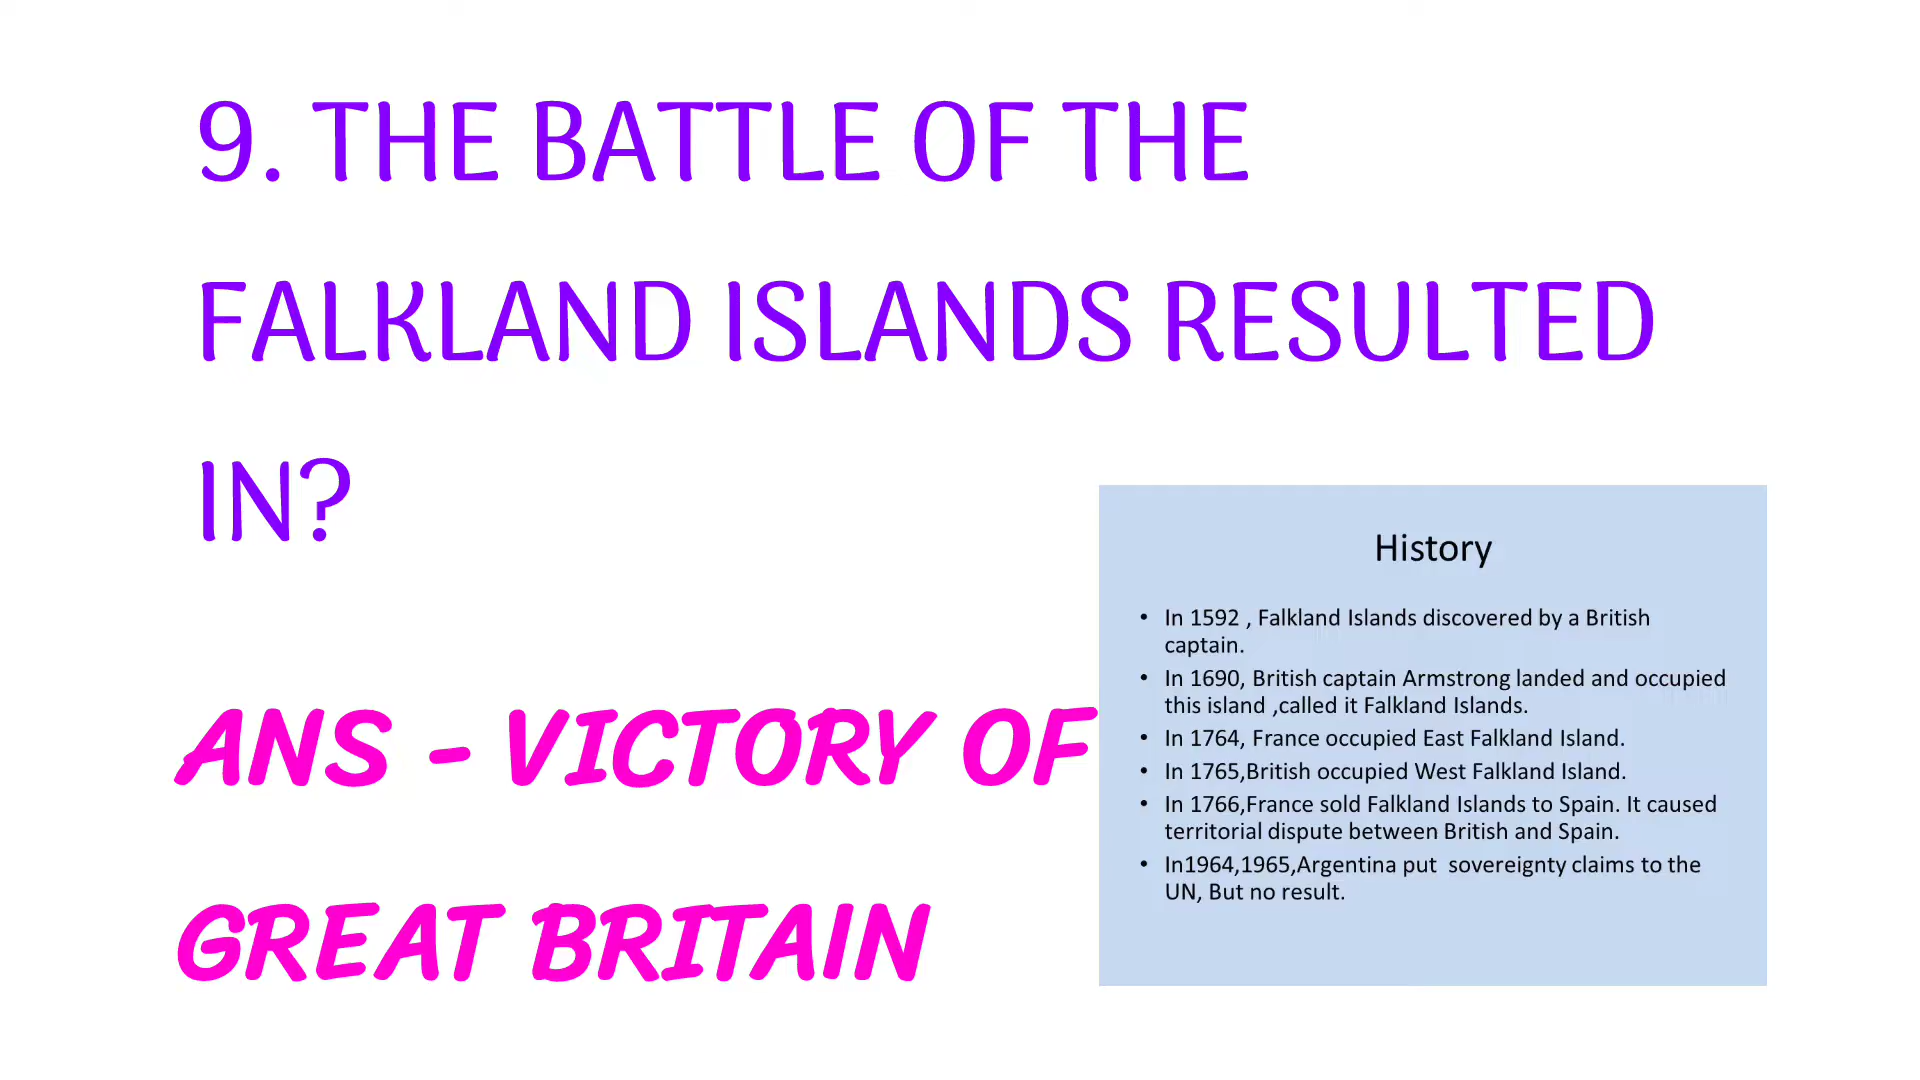 9. THE BATTLE OF THE
FALKLAND ISLANDS RESULTED
IN?
ANS - VICTORY OF
GREAT BRITAIN
History
• In 1592 , Falkland Islands discovered by a British
captain.
• In 1690, British captain Armstrong landed and occupied
this island ,called it Falkland Islands.
• In 1764, France occupied East Falkland Island.
• In 1765,British occupied West Falkland Island.
• In 1766,France sold Falkland Islands to Spain. It caused
territorial dispute between British and Spain.
• In1964,1965,Argentina put  sovereignty claims to the
UN, But no result.